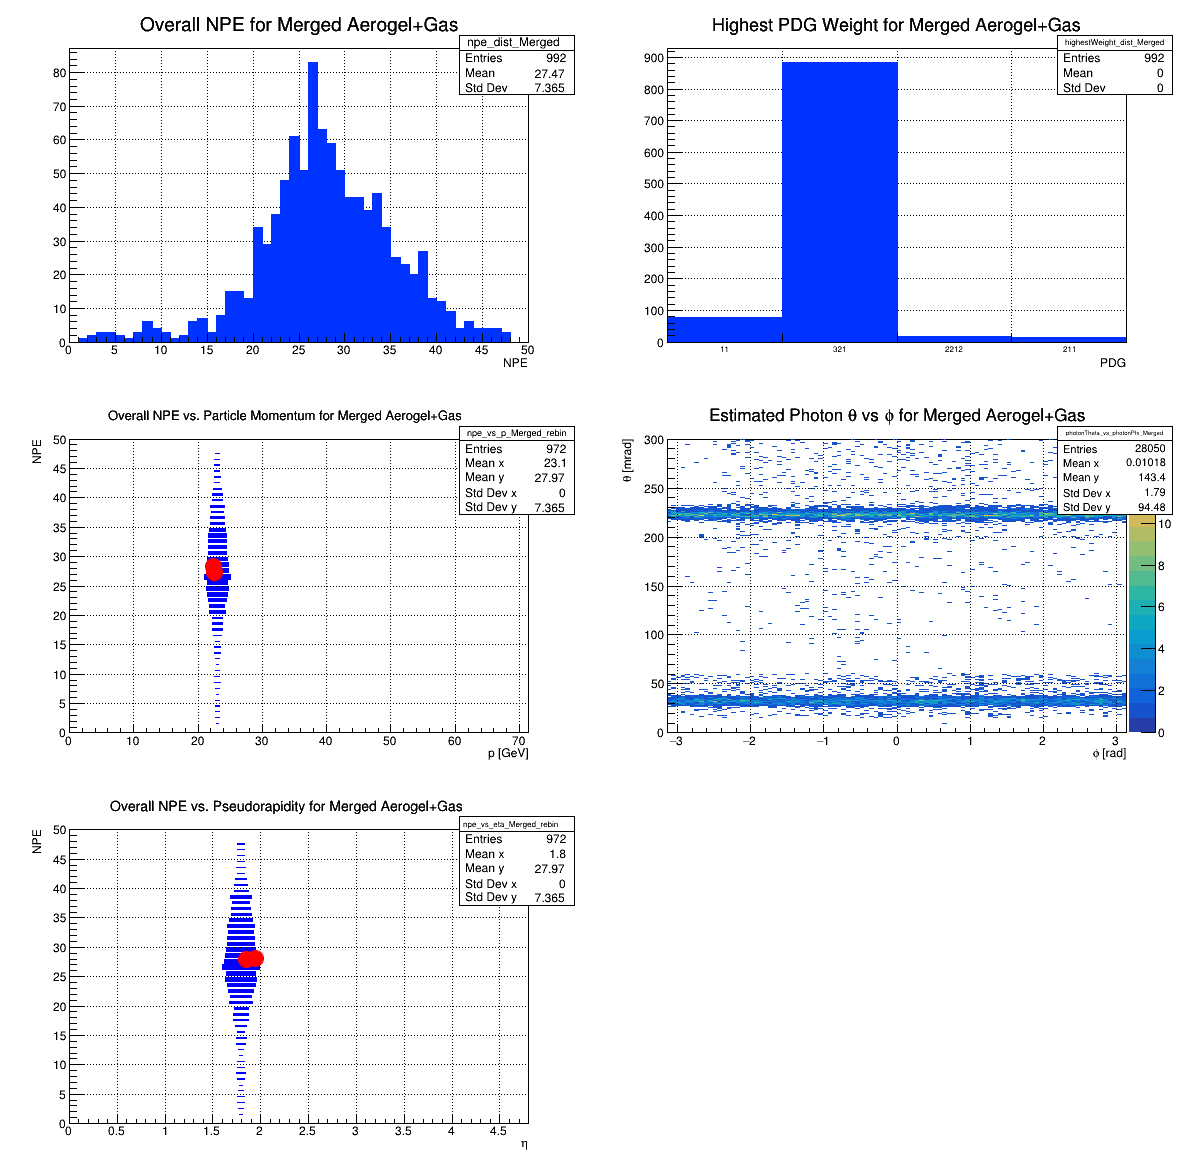 Overall NPE for Merged Aerogel+Gas
npe_dist_Merged
Entries 992
Mean 27.47
Std Dev 7.365
80
70
60
50
40
30
20
10
0
0 5 10 15 20 25 30 35 40 45 50
NPE
Highest PDG Weight for Merged Aerogel+Gas
highestWeight_dist_Merged
Entries 992
Mean 0
Std Dev 0
900
800
700
600
500
400
300
200
100
0
11 321 2212 211
PDG
Overall NPE vs. Particle Momentum for Merged Aerogel+Gas
npe_vs_p_Merged_rebin
Entries 972
Mean x 23.1
Mean y 27.97
Std Dev x 0
Std Dev y 7.365
NPE
50
45
40
35
30
25
20
15
10
5
0
0 10 20 30 40 50 60 70
p [GeV]
Estimated Photon θ vs ϕ for Merged Aerogel+Gas
photonTheta_vs_photonPhi_Merged
Entries 28050
Mean x 0.01018
Mean y 143.4
Std Dev x 1.79
Std Dev y 94.48
θ [mrad]
300
250
200
150
100
50
0
−3 −2 −1 0 1 2 3
ϕ [rad]
10
8
6
4
2
0
Overall NPE vs. Pseudorapidity for Merged Aerogel+Gas
npe_vs_eta_Merged_rebin
Entries 972
Mean x 1.8
Mean y 27.97
Std Dev x 0
Std Dev y 7.365
NPE
50
45
40
35
30
25
20
15
10
5
0
0 0.5 1 1.5 2 2.5 3 3.5 4 4.5
η